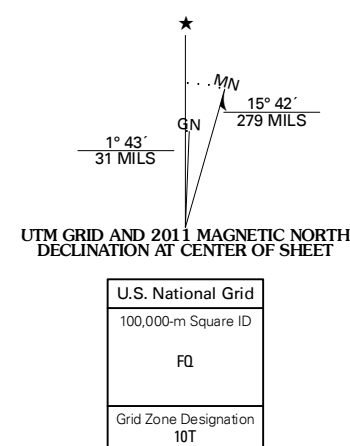 MN
GN
15° 42´
279 MILS
1° 43´
31 MILS
UTM GRID AND 2011 MAGNETIC NORTH
DECLINATION AT CENTER OF SHEET
U.S. National Grid
100,000-m Square ID
FQ
Grid Zone Designation
10T